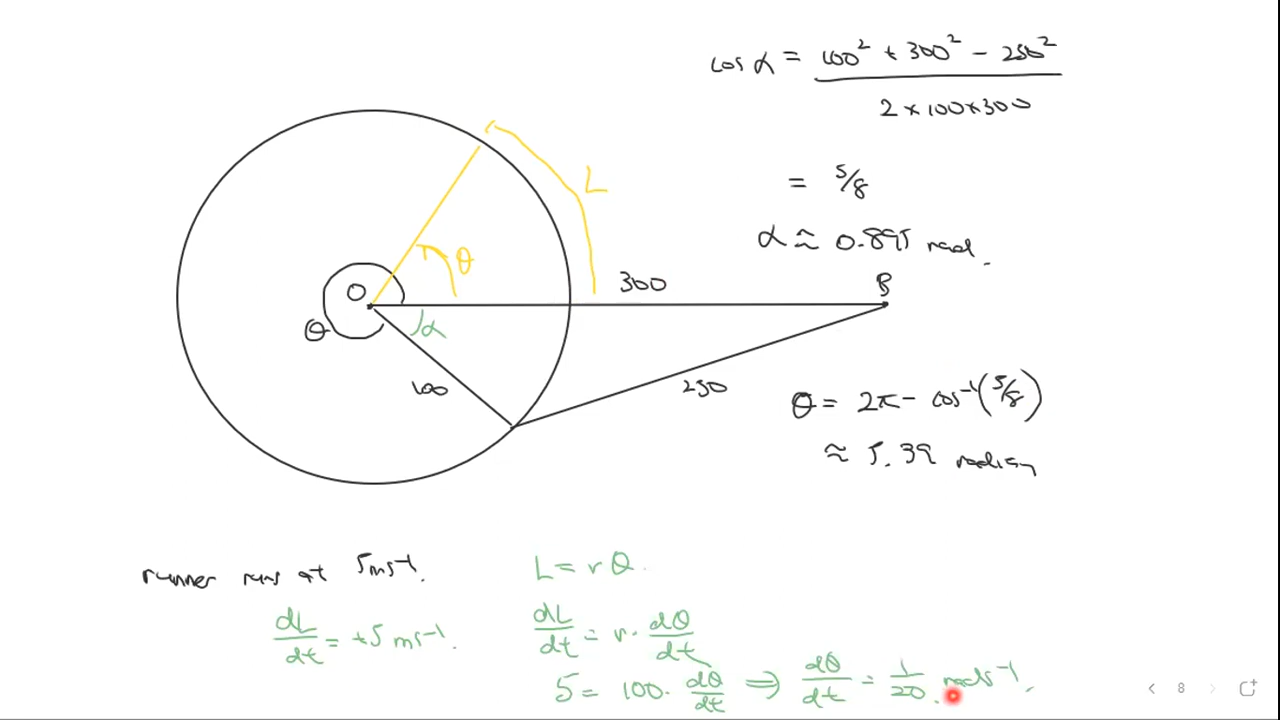 cos α = 100² + 300² - 250²
2 × 100 × 300
= 5/8
α ≈ 0.895 rad.
L
θ
O
300
B
α
θ
100
250
θ = 2π - cos⁻¹(5/8)
≈ 5.39 radian
runner runs at 5ms⁻¹.
L = rθ.
dL/dt = +5 ms⁻¹.
dL/dt = r. dθ/dt
5 = 100. dθ/dt ⇒ dθ/dt = 1/20 rads⁻¹.
8